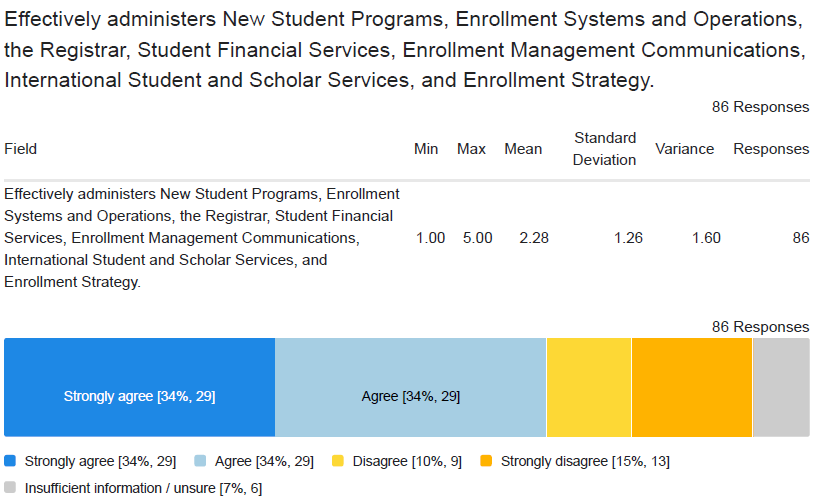 Effectively administers New Student Programs, Enrollment Systems and Operations,
the Registrar, Student Financial Services, Enrollment Management Communications,
International Student and Scholar Services, and Enrollment Strategy.
86 Responses
Field Min Max Mean Standard Deviation Variance Responses
Effectively administers New Student Programs, Enrollment
Systems and Operations, the Registrar, Student Financial
Services, Enrollment Management Communications, 1.00 5.00 2.28 1.26 1.60 86
International Student and Scholar Services, and
Enrollment Strategy.
86 Responses
Strongly agree [34%, 29] Agree [34%, 29]
Strongly agree [34%, 29] Agree [34%, 29] Disagree [10%, 9] Strongly disagree [15%, 13]
Insufficient information / unsure [7%, 6]